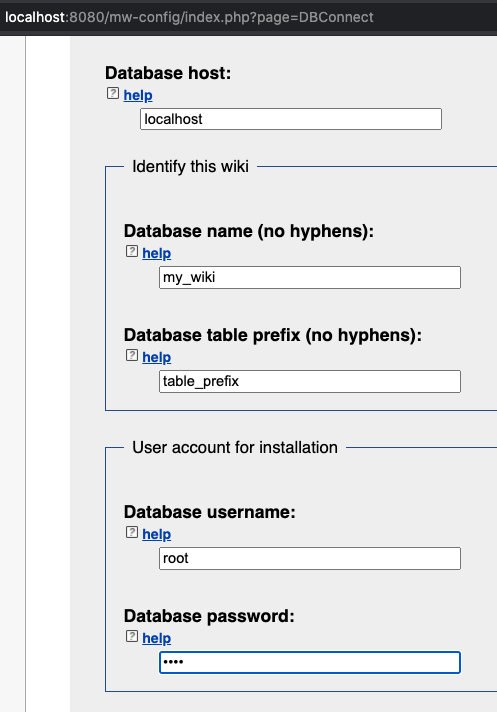 localhost:8080/mw-config/index.php?page=DBConnect
Database host:
? help
localhost
Identify this wiki
Database name (no hyphens):
? help
my_wiki
Database table prefix (no hyphens):
? help
table_prefix
User account for installation
Database username:
? help
root
Database password:
? help
••••